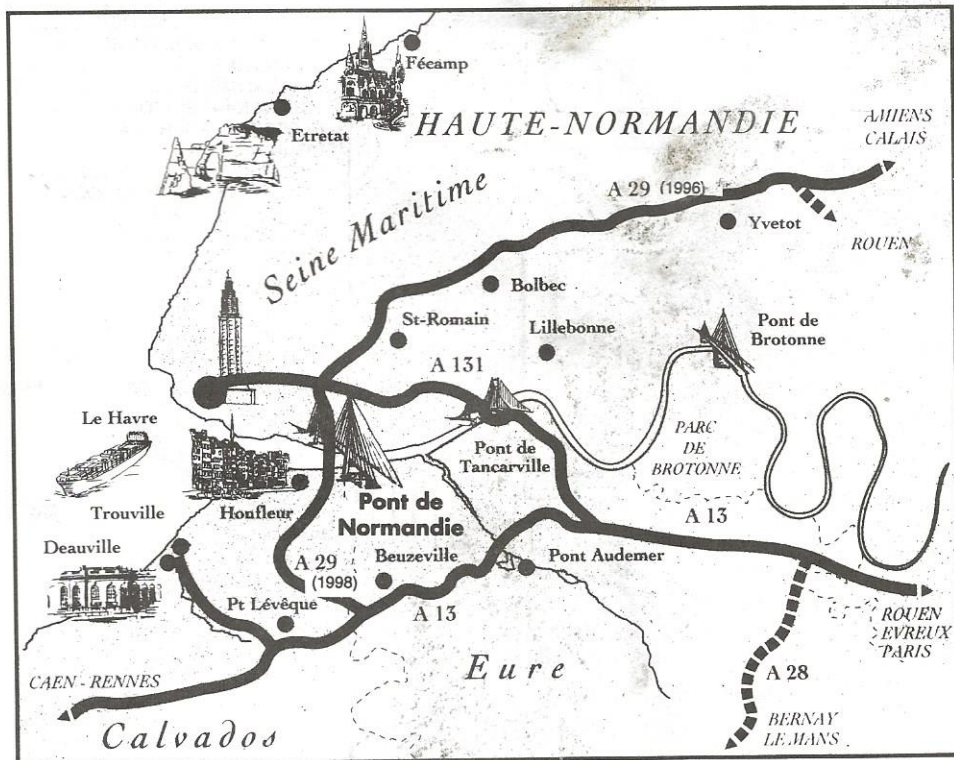 Fécamp
Etretat
HAUTE-NORMANDIE
AMIENS
CALAIS
A 29 (1996)
Seine Maritime
Yvetot
ROUEN
Bolbec
St-Romain
Lillebonne
Pont de
Brotonne
A 131
Le Havre
PARC
DE
BROTONNE
Pont de
Tancarville
Trouville
Honfleur
Pont de
Normandie
A 13
Deauville
A 29
(1998)
Beuzeville
Pont Audemer
Pt Lévêque
A 13
ROUEN
EVREUX
PARIS
Eure
A 28
CAEN - RENNES
Calvados
BERNAY
LE MANS